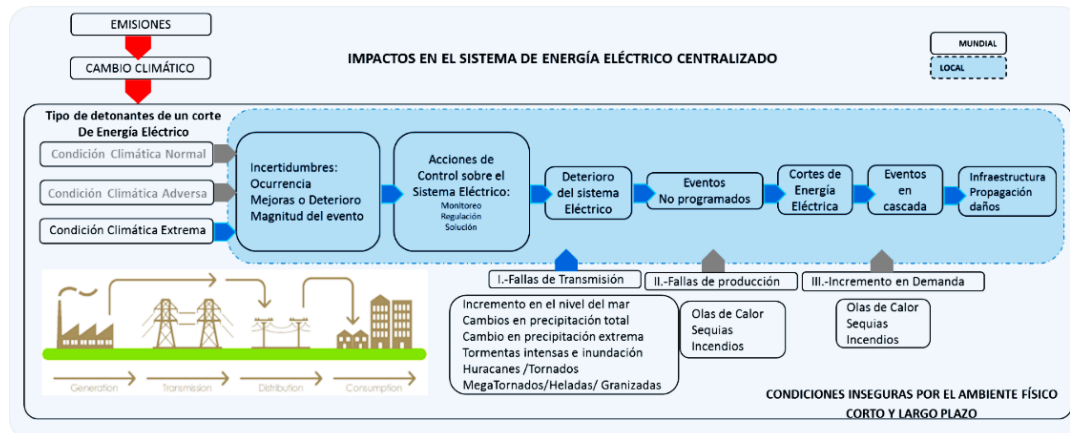 EMISIONES
CAMBIO CLIMÁTICO
IMPACTOS EN EL SISTEMA DE ENERGÍA ELÉCTRICO CENTRALIZADO
MUNDIAL
LOCAL
Tipo de detonantes de un corte
De Energía Eléctrico
Condición Climática Normal
Condición Climática Adversa
Condición Climática Extrema
Incertidumbres:
Ocurrencia
Mejoras o Deterioro
Magnitud del evento
Acciones de
Control sobre el
Sistema Eléctrico:
Monitoreo
Regulación
Solución
Deterioro
del sistema
Eléctrico
Eventos
No programados
Cortes de
Energía
Eléctrica
Eventos
en
cascada
Infraestructura
Propagación
daños
I.-Fallas de Transmisión
II.-Fallas de producción
III.-Incremento en Demanda
Incremento en el nivel del mar
Cambios en precipitación total
Cambio en precipitación extrema
Tormentas intensas e inundación
Huracanes /Tornados
MegaTornados/Heladas/ Granizadas
Olas de Calor
Sequias
Incendios
Olas de Calor
Sequias
Incendios
Generation
Transmission
Distribution
Consumption
CONDICIONES INSEGURAS POR EL AMBIENTE FÍSICO
CORTO Y LARGO PLAZO